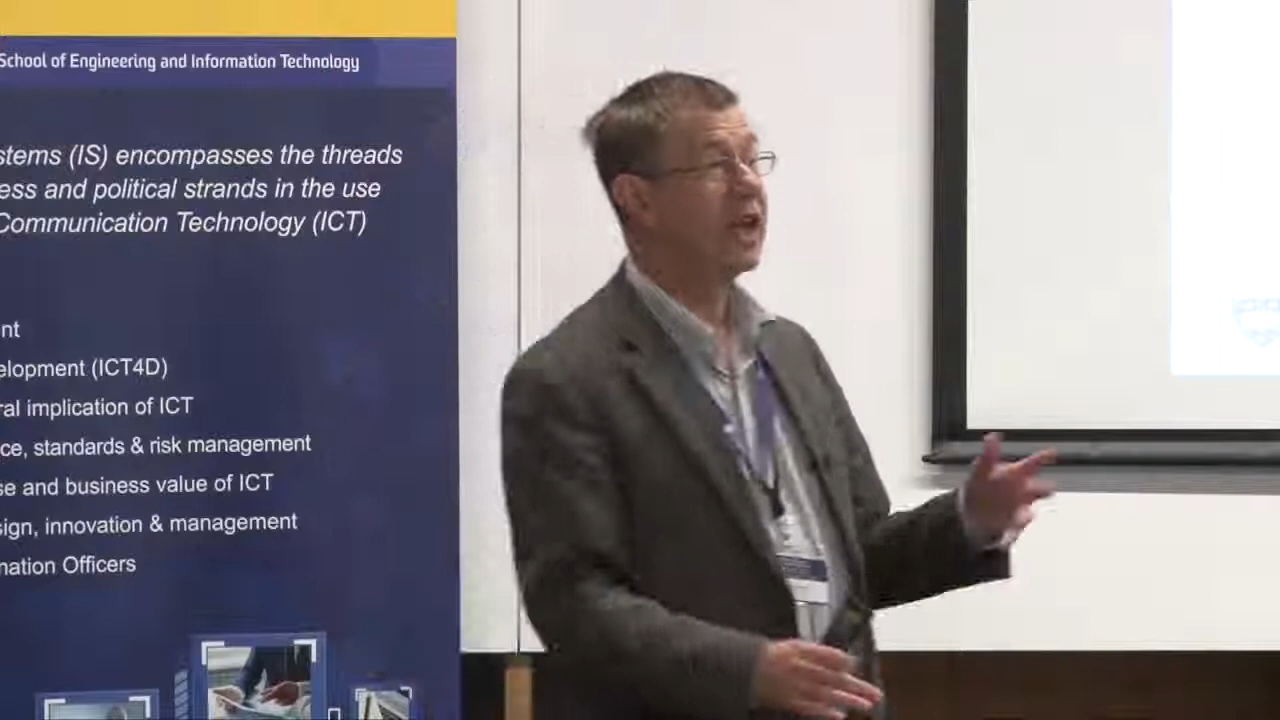 School of Engineering and Information Technology
stems (IS) encompasses the threads
ess and political strands in the use
Communication Technology (ICT)
nt
elopment (ICT4D)
ral implication of ICT
ce, standards & risk management
se and business value of ICT
sign, innovation & management
nation Officers